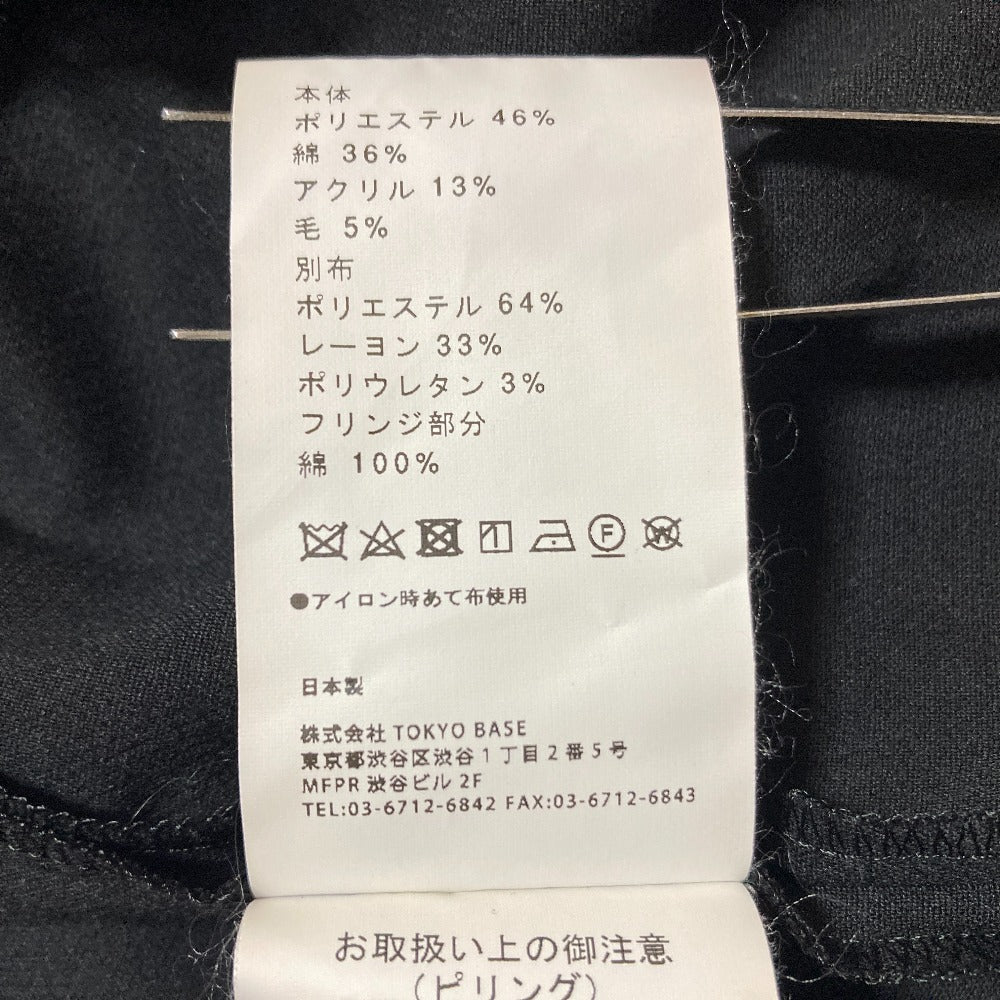 本体
ポリエステル 46%
綿 36%
アクリル 13%
毛 5%
別布
ポリエステル 64%
レーヨン 33%
ポリウレタン 3%
フリンジ部分
綿 100%
F W
●アイロン時あて布使用
日本製
株式会社 TOKYO BASE
東京都渋谷区渋谷1丁目2番5号
MFPR 渋谷ビル 2F
TEL:03-6712-6842 FAX:03-6712-6843
お取扱い上の御注意
(ピリング)